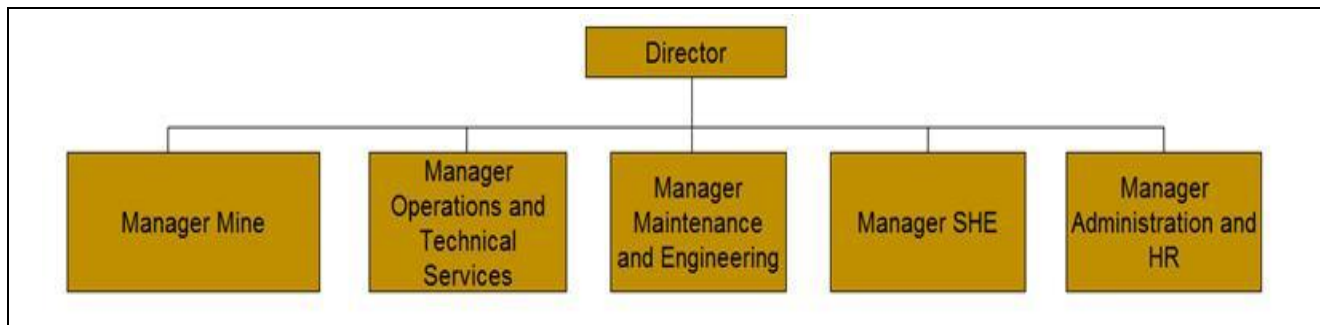 Director
Manager Mine
Manager
Operations and
Technical
Services
Manager
Maintenance
and Engineering
Manager SHE
Manager
Administration and
HR